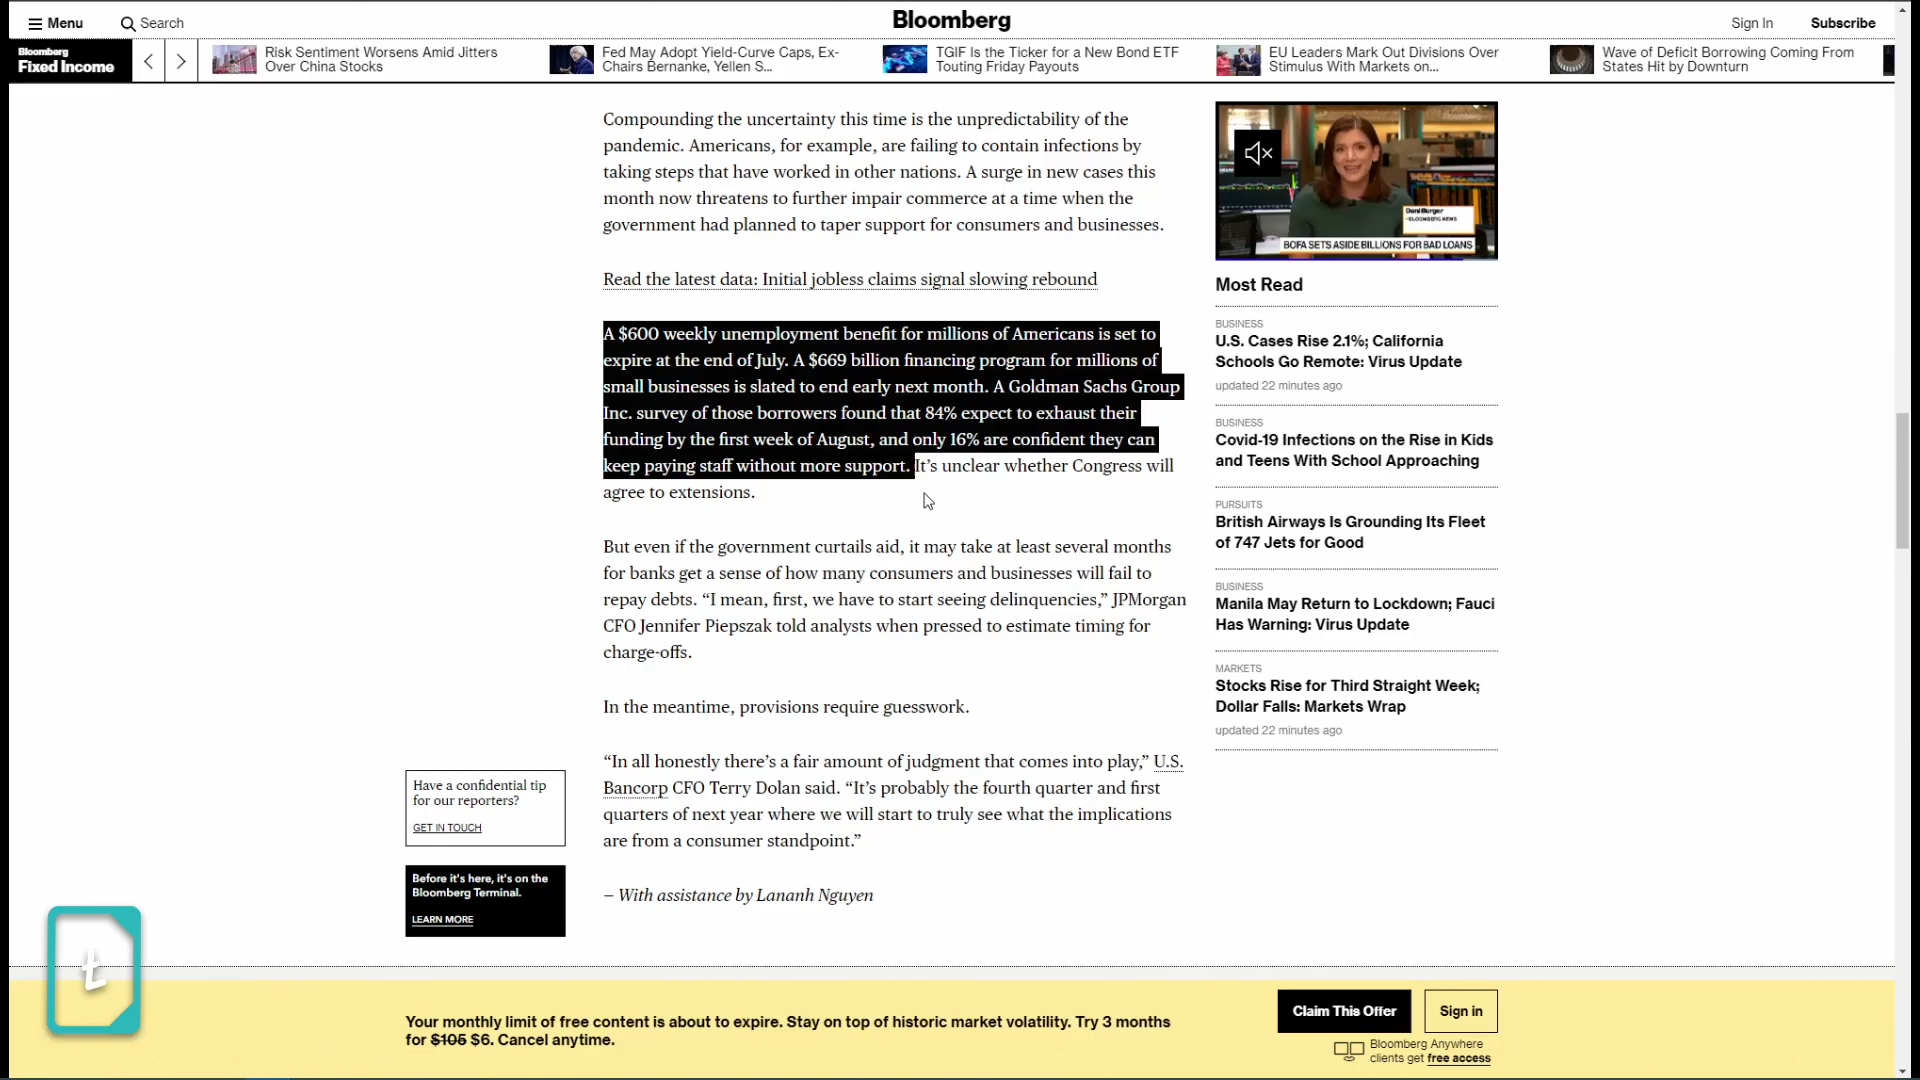 Menu
Search
Bloomberg
Sign In
Subscribe
Bloomberg
Fixed Income
Risk Sentiment Worsens Amid Jitters
Over China Stocks
Fed May Adopt Yield-Curve Caps, Ex-
Chairs Bernanke, Yellen S...
TGIF Is the Ticker for a New Bond ETF
Touting Friday Payouts
EU Leaders Mark Out Divisions Over
Stimulus With Markets on...
Wave of Deficit Borrowing Coming From
States Hit by Downturn
Compounding the uncertainty this time is the unpredictability of the
pandemic. Americans, for example, are failing to contain infections by
taking steps that have worked in other nations. A surge in new cases this
month now threatens to further impair commerce at a time when the
government had planned to taper support for consumers and businesses.
Read the latest data: Initial jobless claims signal slowing rebound
A $600 weekly unemployment benefit for millions of Americans is set to
expire at the end of July. A $669 billion financing program for millions of
small businesses is slated to end early next month. A Goldman Sachs Group
Inc. survey of those borrowers found that 84% expect to exhaust their
funding by the first week of August, and only 16% are confident they can
keep paying staff without more support. It's unclear whether Congress will
agree to extensions.
But even if the government curtails aid, it may take at least several months
for banks get a sense of how many consumers and businesses will fail to
repay debts. “I mean, first, we have to start seeing delinquencies,” JPMorgan
CFO Jennifer Piepszak told analysts when pressed to estimate timing for
charge-offs.
In the meantime, provisions require guesswork.
“In all honestly there’s a fair amount of judgment that comes into play,” U.S.
Bancorp CFO Terry Dolan said. “It’s probably the fourth quarter and first
quarters of next year where we will start to truly see what the implications
are from a consumer standpoint.”
– With assistance by Lananh Nguyen
Have a confidential tip
for our reporters?
GET IN TOUCH
Before it's here, it's on the
Bloomberg Terminal.
LEARN MORE
Bloomberg
Dani Burger
BLOOMBERG NEWS
BOFA SETS ASIDE BILLIONS FOR BAD LOANS
Most Read
BUSINESS
U.S. Cases Rise 2.1%; California
Schools Go Remote: Virus Update
updated 22 minutes ago
BUSINESS
Covid-19 Infections on the Rise in Kids
and Teens With School Approaching
PURSUITS
British Airways Is Grounding Its Fleet
of 747 Jets for Good
BUSINESS
Manila May Return to Lockdown; Fauci
Has Warning: Virus Update
MARKETS
Stocks Rise for Third Straight Week;
Dollar Falls: Markets Wrap
updated 22 minutes ago
t
Your monthly limit of free content is about to expire. Stay on top of historic market volatility. Try 3 months
for $105 $6. Cancel anytime.
Claim This Offer
Sign in
Bloomberg Anywhere
clients get free access